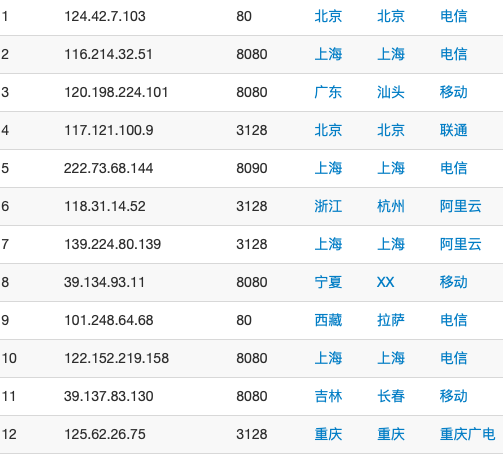 1 124.42.7.103 80 北京 北京 电信
2 116.214.32.51 8080 上海 上海 电信
3 120.198.224.101 8080 广东 汕头 移动
4 117.121.100.9 3128 北京 北京 联通
5 222.73.68.144 8090 上海 上海 电信
6 118.31.14.52 3128 浙江 杭州 阿里云
7 139.224.80.139 3128 上海 上海 阿里云
8 39.134.93.11 8080 宁夏 XX 移动
9 101.248.64.68 80 西藏 拉萨 电信
10 122.152.219.158 8080 上海 上海 电信
11 39.137.83.130 8080 吉林 长春 移动
12 125.62.26.75 3128 重庆 重庆 重庆广电